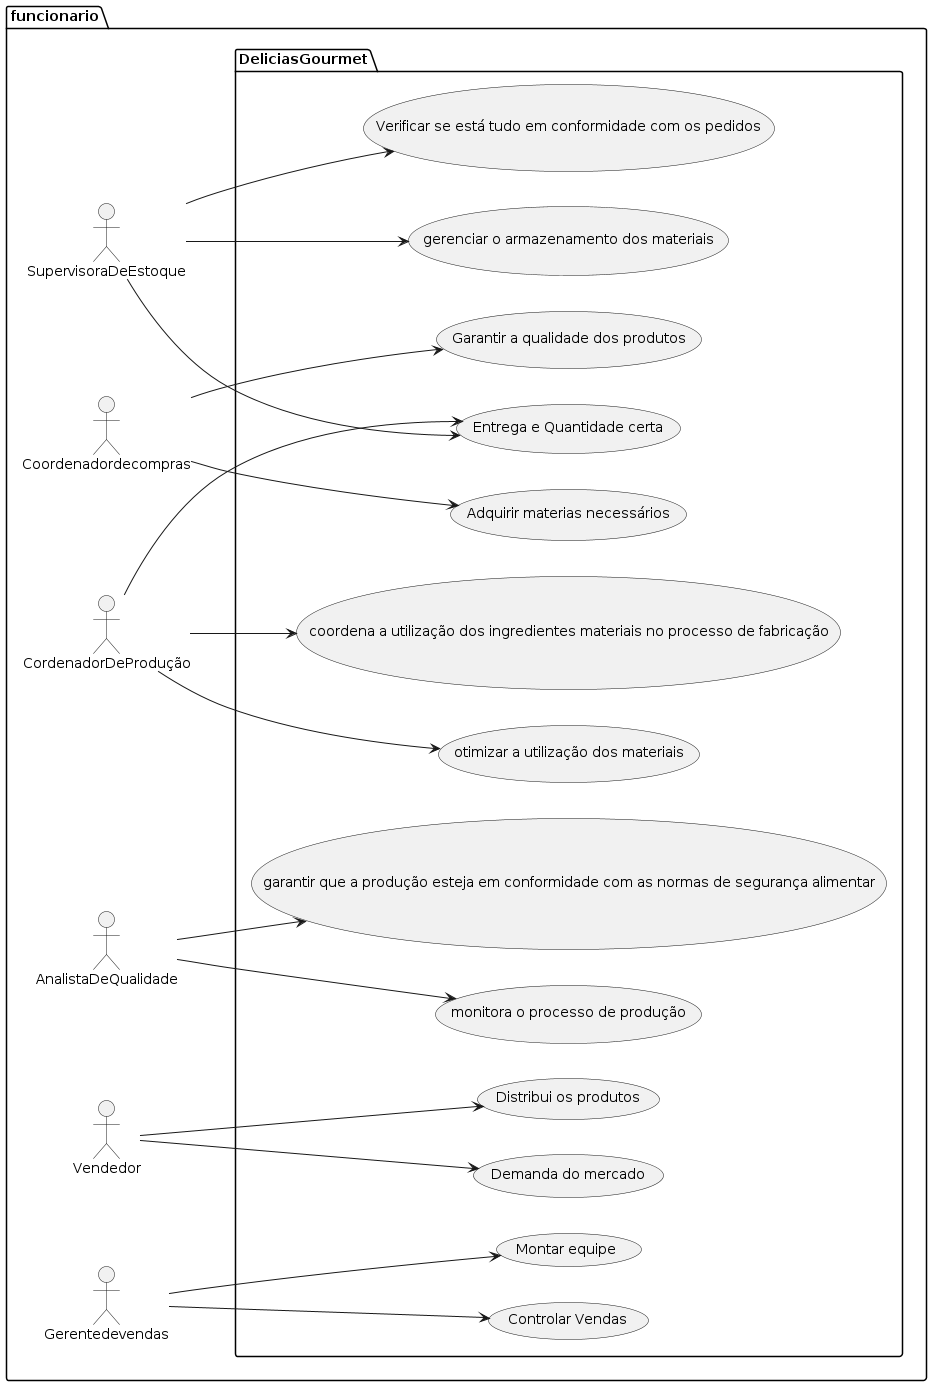 funcionario
DeliciasGourmet
Verificar se está tudo em conformidade com os pedidos
gerenciar o armazenamento dos materiais
SupervisoraDeEstoque
Garantir a qualidade dos produtos
Entrega e Quantidade certa
Coordenadordecompras
Adquirir materias necessários
coordena a utilização dos ingredientes materiais no processo de fabricação
CordenadorDeProdução
otimizar a utilização dos materiais
garantir que a produção esteja em conformidade com as normas de segurança alimentar
AnalistaDeQualidade
monitora o processo de produção
Distribui os produtos
Vendedor
Demanda do mercado
Montar equipe
Controlar Vendas
Gerentedevendas